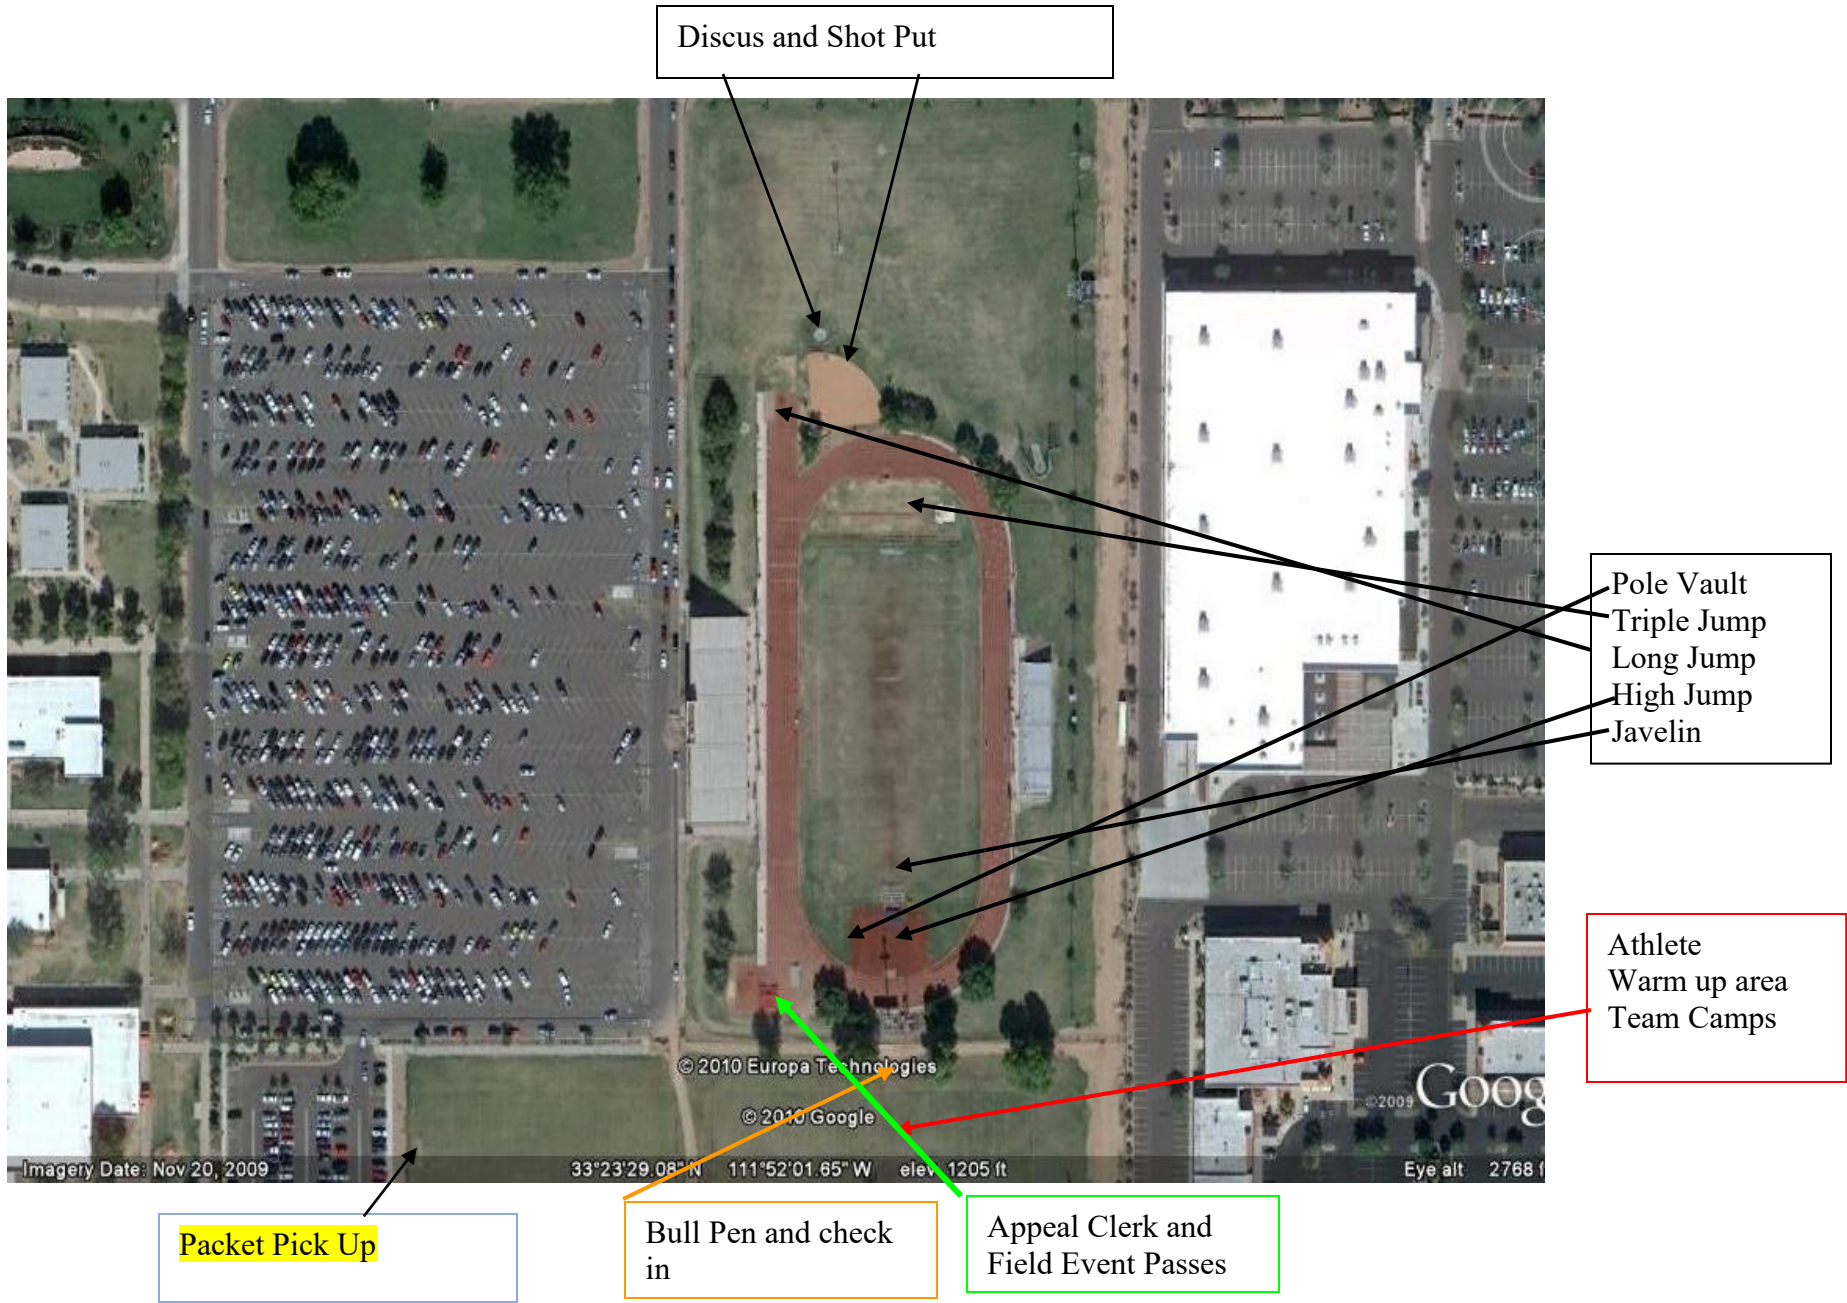 Discus and Shot Put
Pole Vault
Triple Jump
Long Jump
High Jump
Javelin
Athlete
Warm up area
Team Camps
© 2010 Europa Technologies
© 2010 Google
©2009 Goog
Imagery Date: Nov 20, 2009 33°23'29.08" N 111°52'01.65" W elev 1205 ft Eye alt 2768 f
Packet Pick Up
Bull Pen and check
in
Appeal Clerk and
Field Event Passes